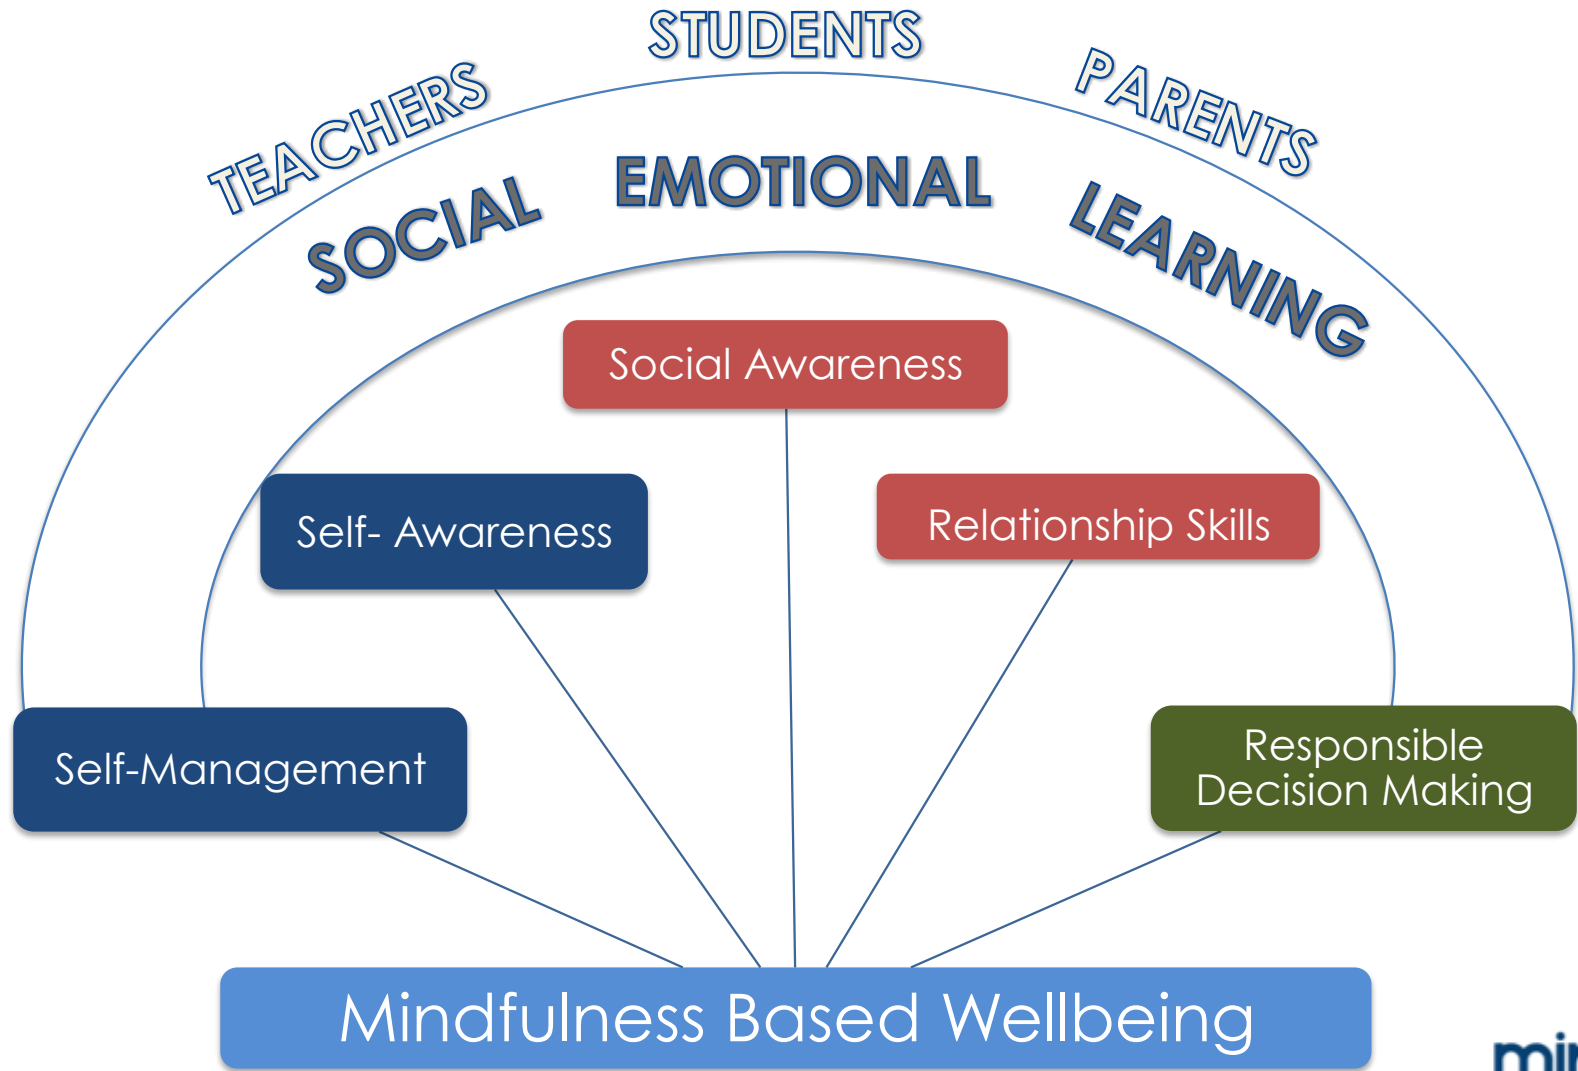 TEACHERS
STUDENTS
PARENTS
SOCIAL
EMOTIONAL
LEARNING
Social Awareness
Self- Awareness
Relationship Skills
Self-Management
Responsible
Decision Making
Mindfulness Based Wellbeing